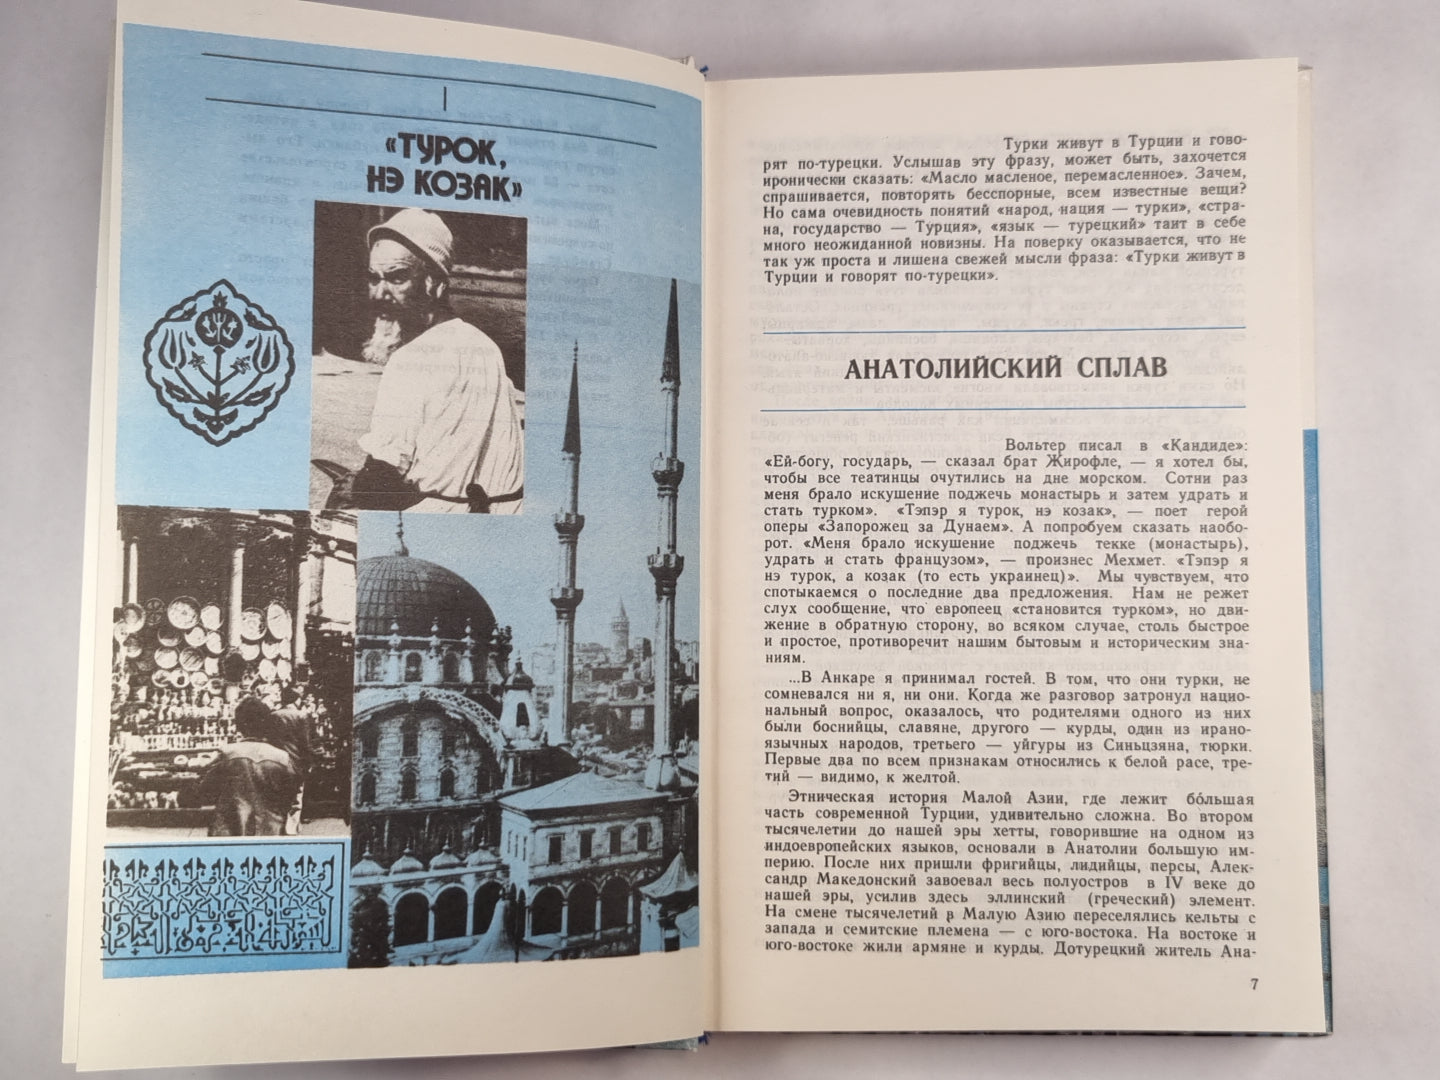 I
«ТУРОК,
НЭ КОЗАК»
Турки живут в Турции и гово-
рят по-турецки. Услышав эту фразу, может быть, захочется
иронически сказать: «Масло масленое, перемасленное». Зачем,
спрашивается, повторять бесспорные, всем известные вещи?
Но сама очевидность понятий «народ, нация — турки», «стра-
на, государство — Турция», «язык — турецкий» таит в себе
много неожиданной новизны. На поверку оказывается, что не
так уж проста и лишена свежей мысли фраза: «Турки живут в
Турции и говорят по-турецки».
АНАТОЛИЙСКИЙ СПЛАВ
Вольтер писал в «Кандиде»:
«Ей-богу, государь, — сказал брат Жирофле, — я хотел бы,
чтобы все театинцы очутились на дне морском. Сотни раз
меня брало искушение поджечь монастырь и затем удрать и
стать турком». «Тэпэр я турок, нэ козак», — поет герой
оперы «Запорожец за Дунаем». А попробуем сказать наобо-
рот. «Меня брало искушение поджечь текке (монастырь),
удрать и стать французом», — произнес Мехмет. «Тэпэр я
нэ турок, а козак (то есть украинец)». Мы чувствуем, что
спотыкаемся о последние два предложения. Нам не режет
слух сообщение, что европеец «становится турком», но дви-
жение в обратную сторону, во всяком случае, столь быстрое
и простое, противоречит нашим бытовым и историческим зна-
ниям.
...В Анкаре я принимал гостей. В том, что они турки, не
сомневался ни я, ни они. Когда же разговор затронул нацио-
нальный вопрос, оказалось, что родителями одного из них
были боснийцы, славяне, другого — курды, один из ирано-
язычных народов, третьего — уйгуры из Синьцзяна, тюрки.
Первые два по всем признакам относились к белой расе, тре-
тий — видимо, к желтой.
Этническая история Малой Азии, где лежит бо́льшая
часть современной Турции, удивительно сложна. Во втором
тысячелетии до нашей эры хетты, говорившие на одном из
индоевропейских языков, основали в Анатолии большую им-
перию. После них пришли фригийцы, лидийцы, персы, Алек-
сандр Македонский завоевал весь полуостров в IV веке до
нашей эры, усилив здесь эллинский (греческий) элемент.
На смене тысячелетий в Малую Азию переселялись кельты с
запада и семитские племена — с юго-востока. На востоке и
юго-востоке жили армяне и курды. Дотурецкий житель Ана-
7